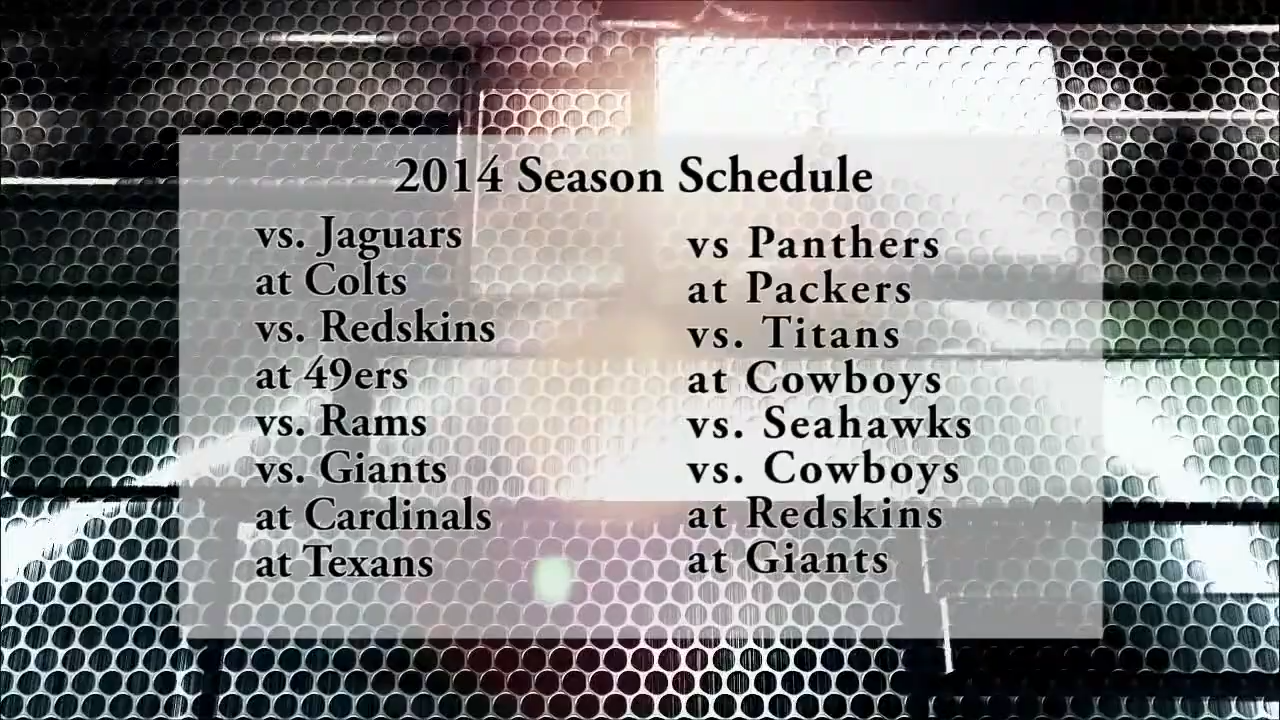 2014 Season Schedule
vs. Jaguars
at Colts
vs. Redskins
at 49ers
vs. Rams
vs. Giants
at Cardinals
at Texans
vs Panthers
at Packers
vs. Titans
at Cowboys
vs. Seahawks
vs. Cowboys
at Redskins
at Giants